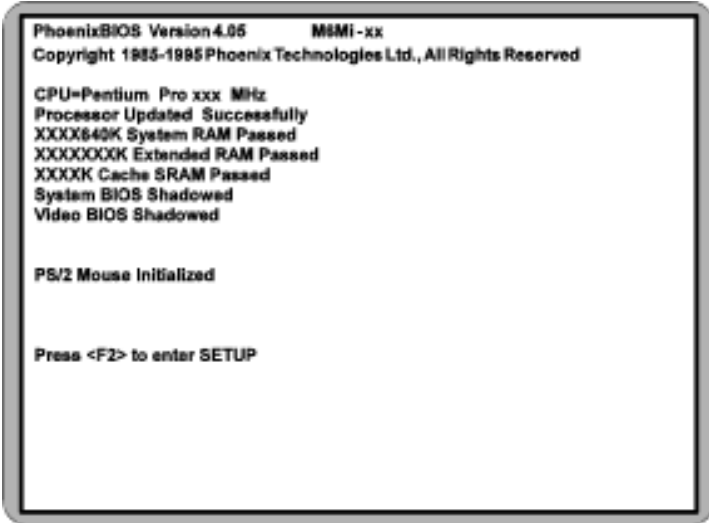 PhoenixBIOS Version 4.05 M6Mi-xx
Copyright 1985-1995 Phoenix Technologies Ltd., All Rights Reserved
CPU=Pentium Pro xxx MHz
Processor Updated Successfully
XXXX640K System RAM Passed
XXXXXXXK Extended RAM Passed
XXXXK Cache SRAM Passed
System BIOS Shadowed
Video BIOS Shadowed
PS/2 Mouse Initialized
Press <F2> to enter SETUP